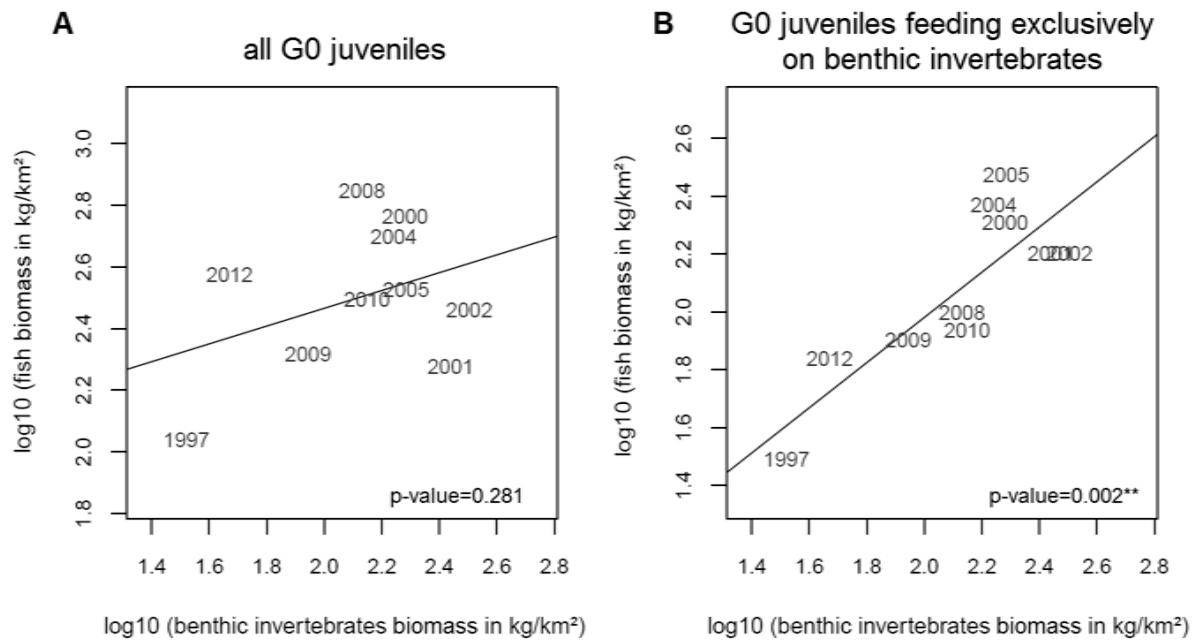 A
all G0 juveniles
log10 (fish biomass in kg/km²)
3.0
2.8
2.6
2.4
2.2
2.0
1.8
2008
2000
2004
2012
2005
2010
2002
2009
2001
1997
p-value=0.281
1.4 1.6 1.8 2.0 2.2 2.4 2.6 2.8
log10 (benthic invertebrates biomass in kg/km²)
B
G0 juveniles feeding exclusively
on benthic invertebrates
log10 (fish biomass in kg/km²)
2.6
2.4
2.2
2.0
1.8
1.6
1.4
2005
2004
2000
2001 2002
2008
2010
2009
2012
1997
p-value=0.002**
1.4 1.6 1.8 2.0 2.2 2.4 2.6 2.8
log10 (benthic invertebrates biomass in kg/km²)